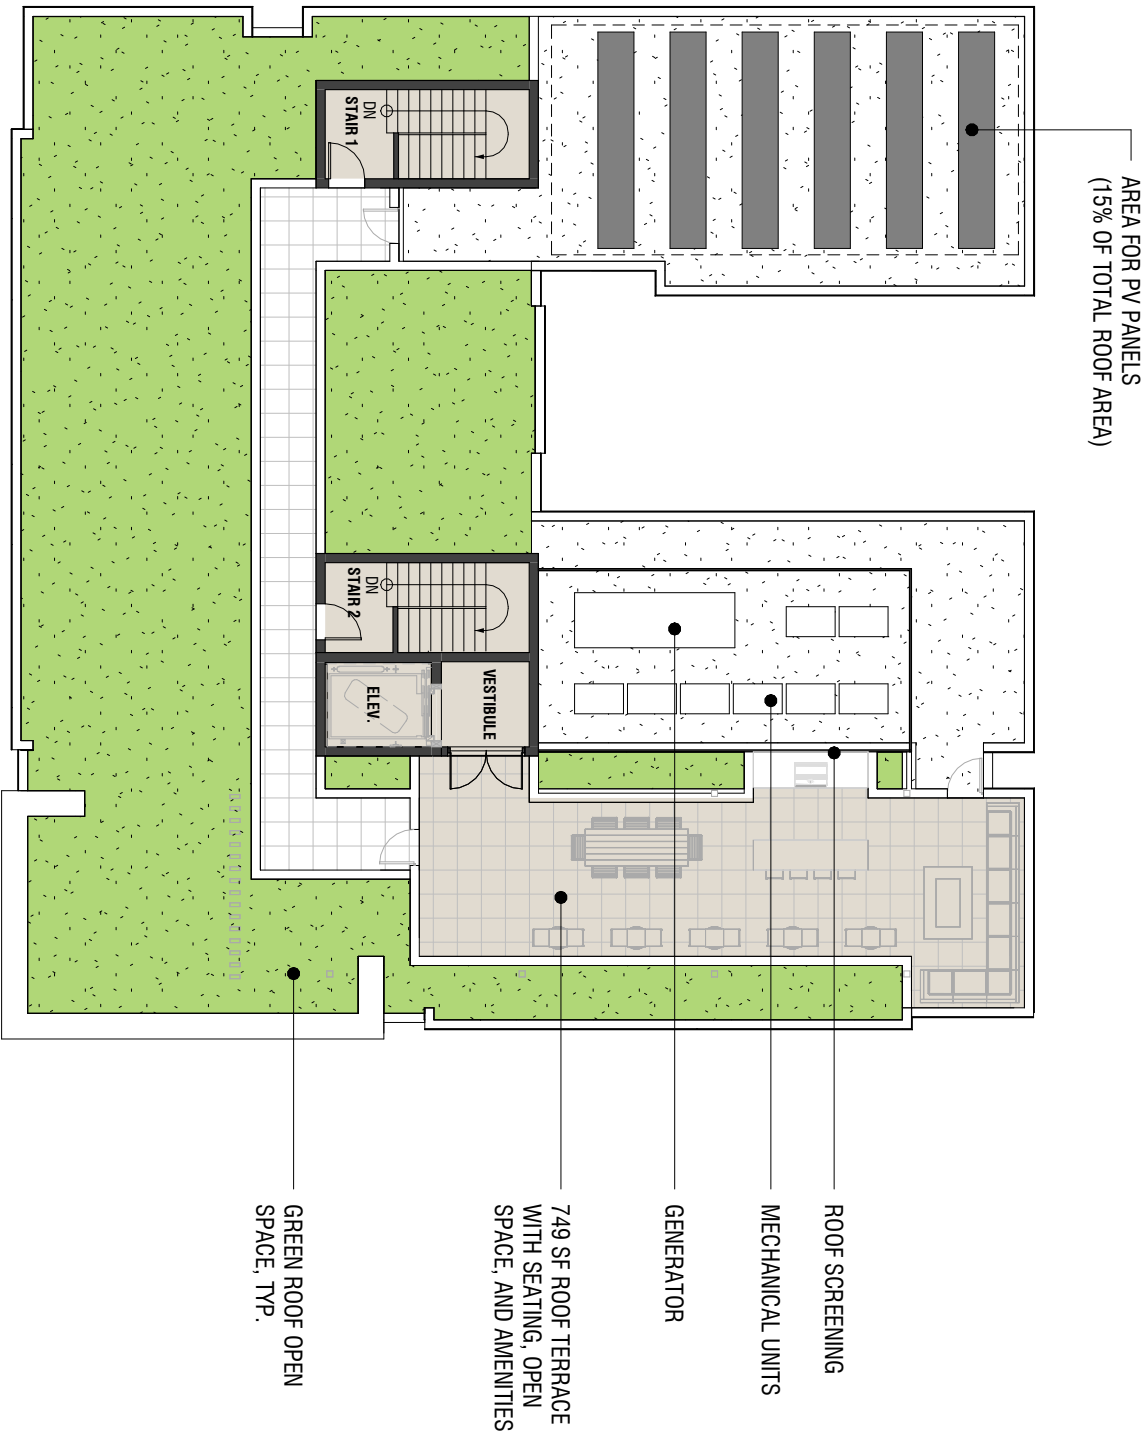 AREA FOR PV PANELS
(15% OF TOTAL ROOF AREA)
DN
STAIR 1
DN
STAIR 2
VESTIBULE
ELEV.
ROOF SCREENING
MECHANICAL UNITS
GENERATOR
749 SF ROOF TERRACE
WITH SEATING, OPEN
SPACE, AND AMENITIES
GREEN ROOF OPEN
SPACE, TYP.